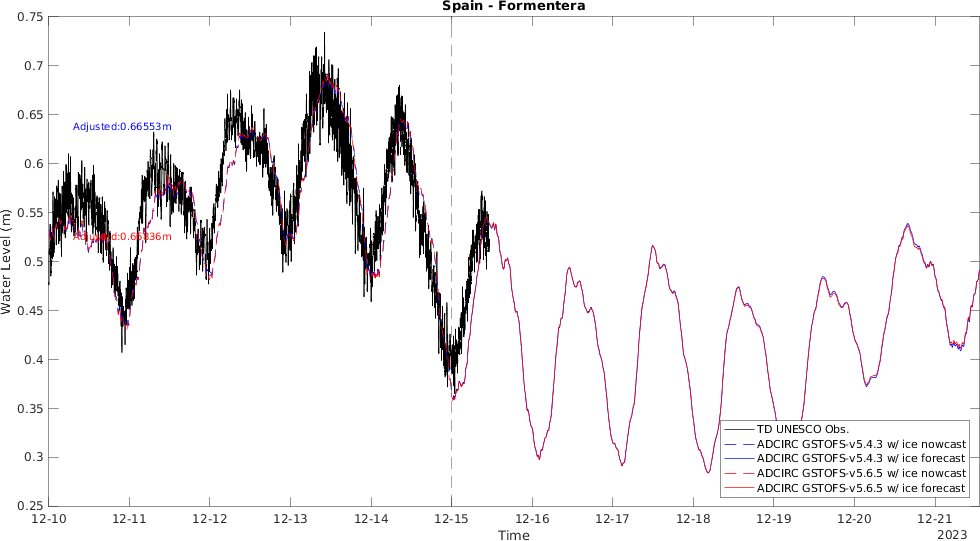 Spain - Formentera
0.75
0.7
0.65
0.6
0.55
0.5
0.45
0.4
0.35
0.3
0.25
Water Level (m)
Adjusted:0.66553m
TD UNESCO Obs.
ADCIRC GSTOFS-v5.4.3 w/ ice nowcast
ADCIRC GSTOFS-v5.4.3 w/ ice forecast
ADCIRC GSTOFS-v5.6.5 w/ ice nowcast
ADCIRC GSTOFS-v5.6.5 w/ ice forecast
12-10 12-11 12-12 12-13 12-14 12-15 12-16 12-17 12-18 12-19 12-20 12-21
Time
2023